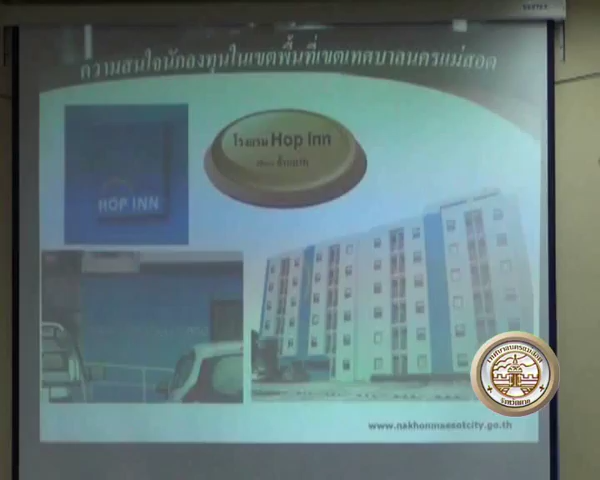 ความสนใจนักลงทุนในเขตพื้นที่เขตเทศบาลนครแม่สอด
โรงแรม Hop Inn
HOP INN
www.nakhonmaesotcity.go.th